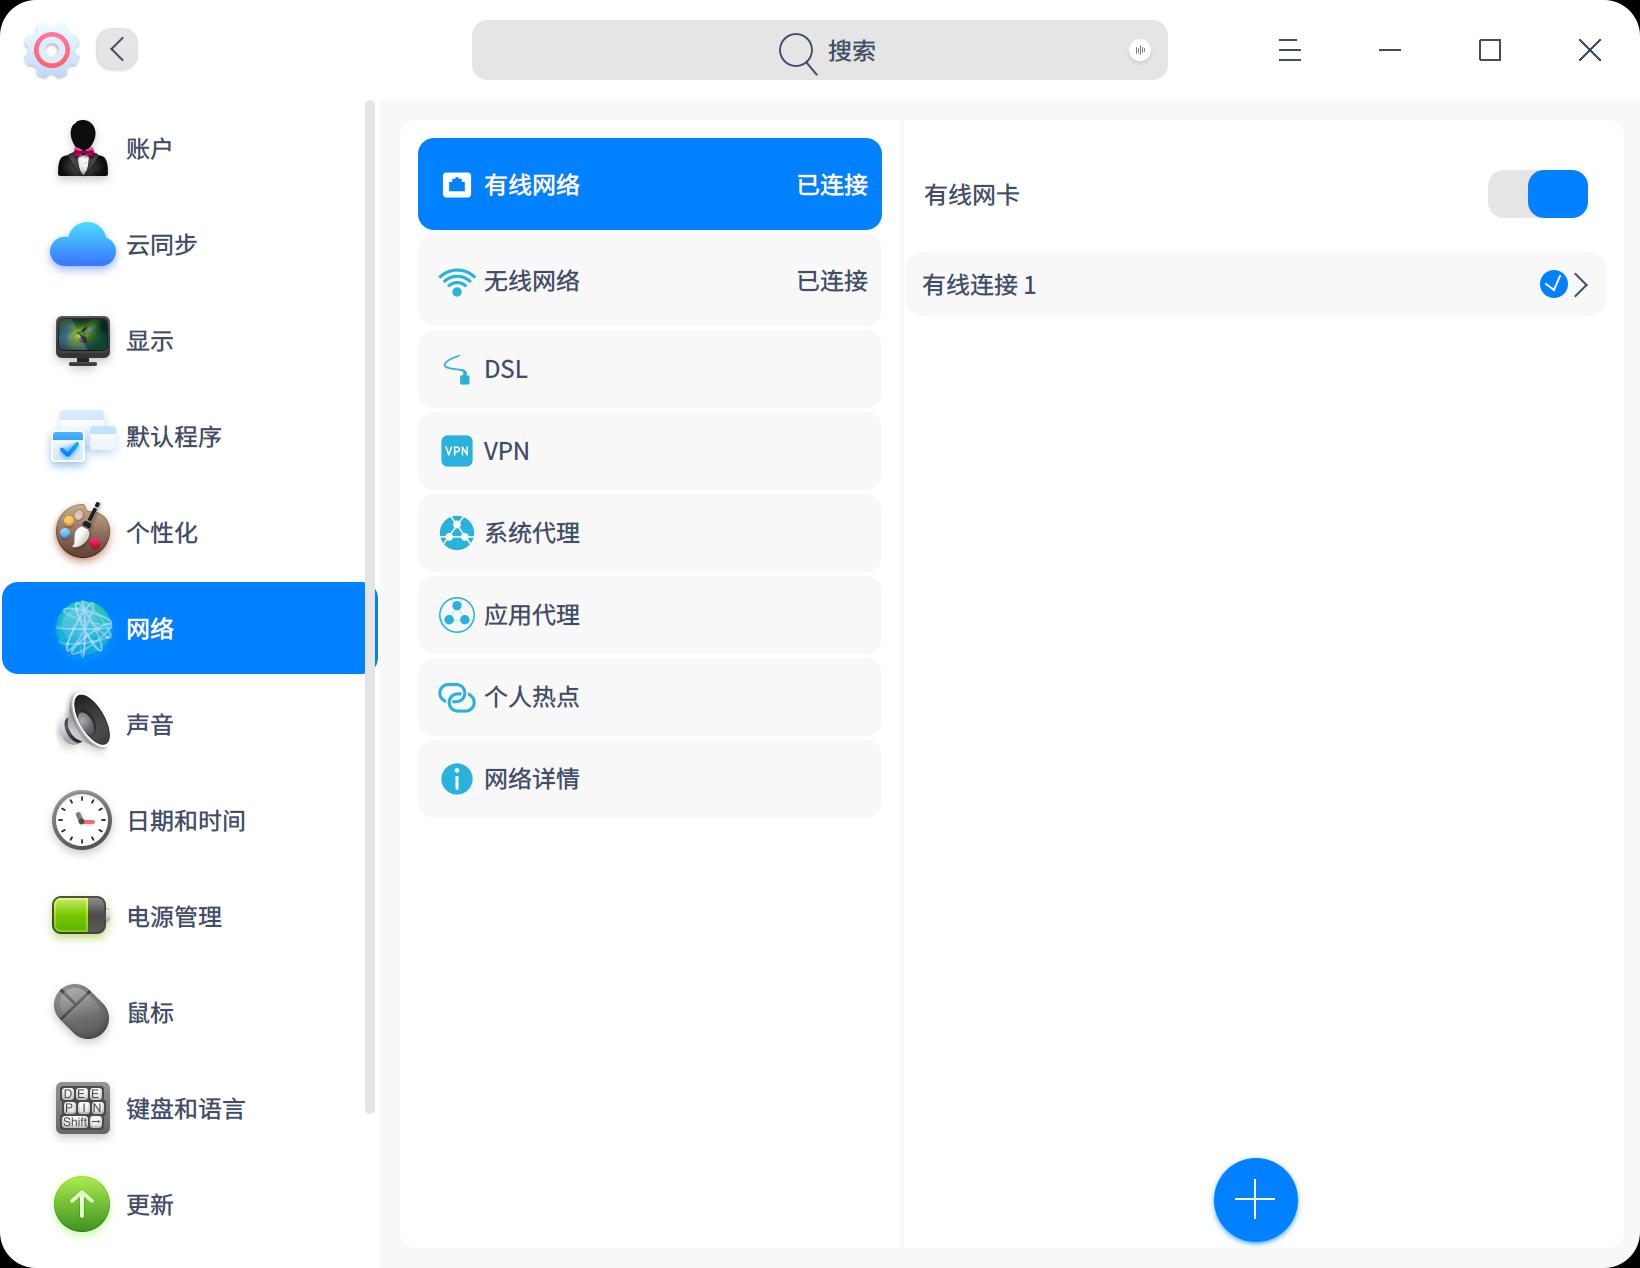 搜索
账户
云同步
显示
默认程序
个性化
网络
声音
日期和时间
电源管理
鼠标
D E E
P I N
Shift →
键盘和语言
更新
有线网络 已连接
无线网络 已连接
DSL
VPN VPN
系统代理
应用代理
个人热点
网络详情
有线网卡
有线连接 1